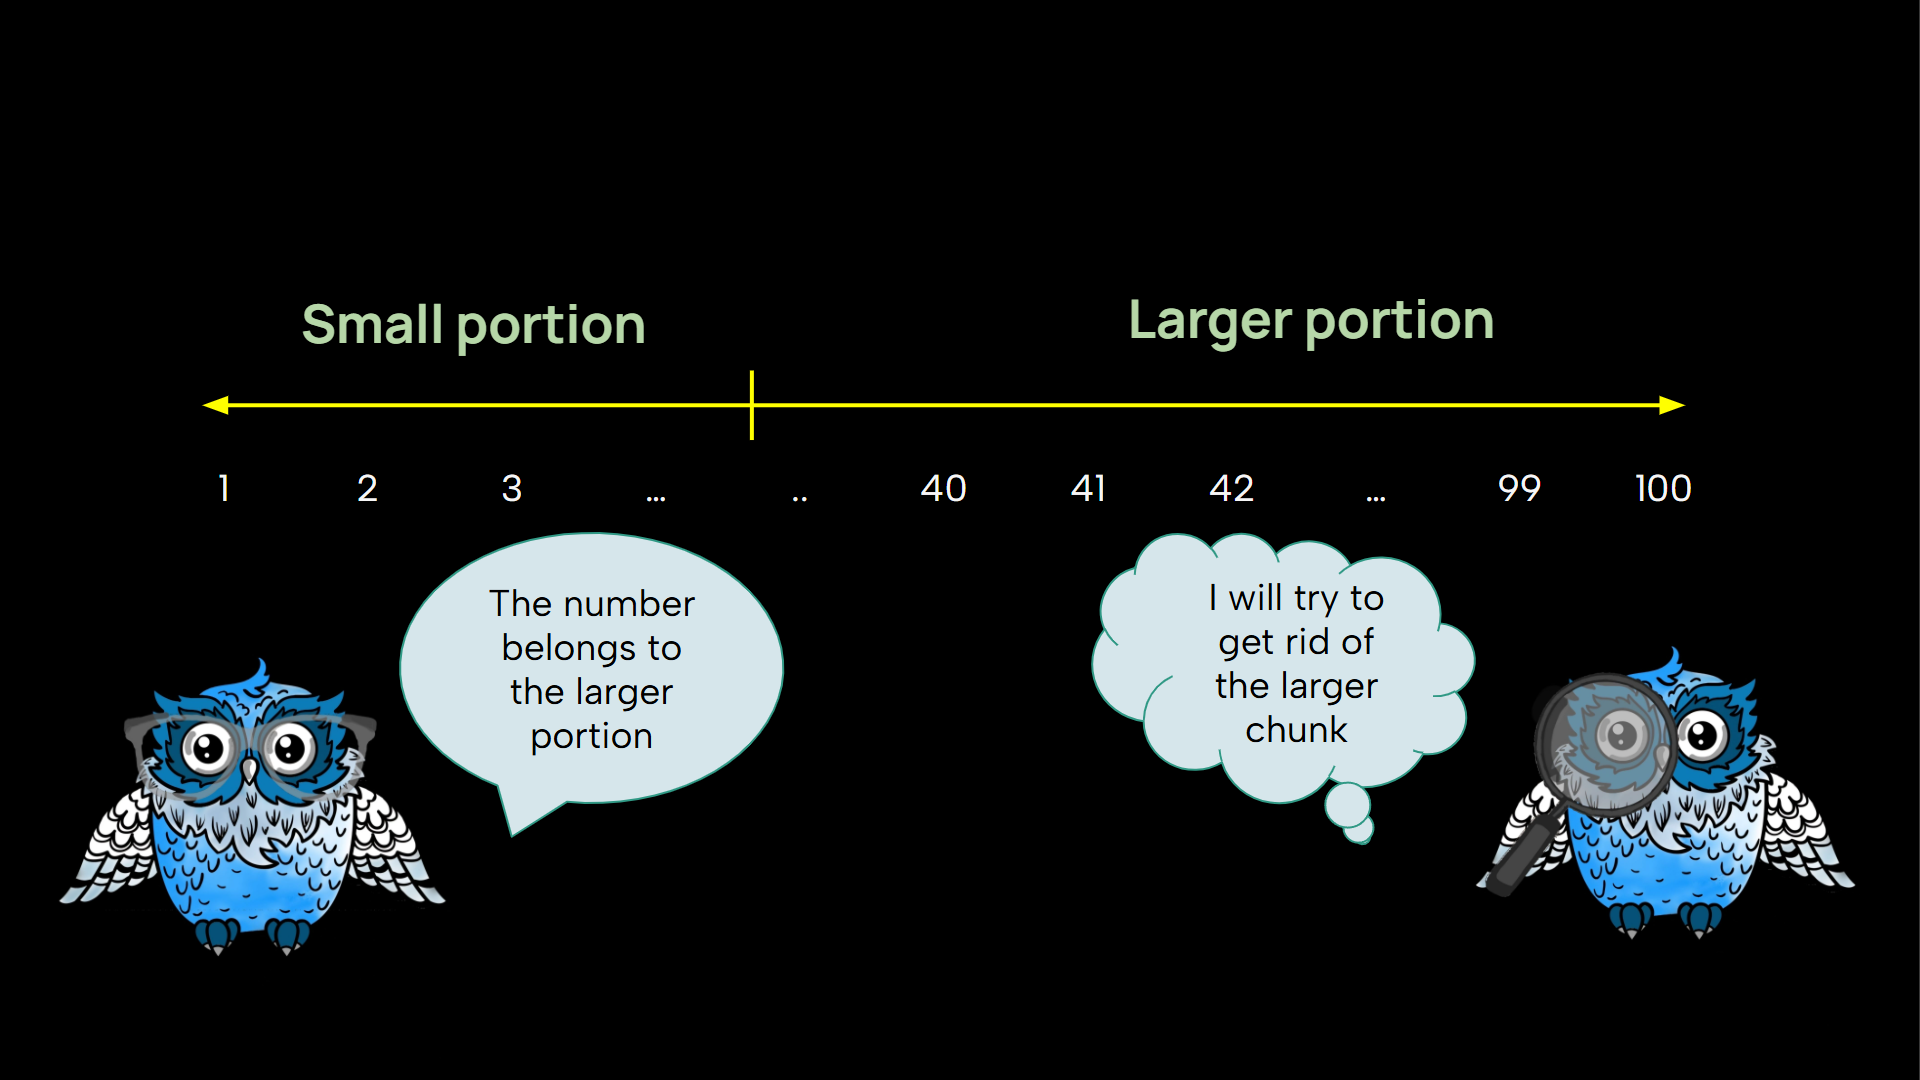 Small portion
Larger portion
1 2 3 ... .. 40 41 42 ... 99 100
The number
belongs to
the larger
portion
I will try to
get rid of
the larger
chunk